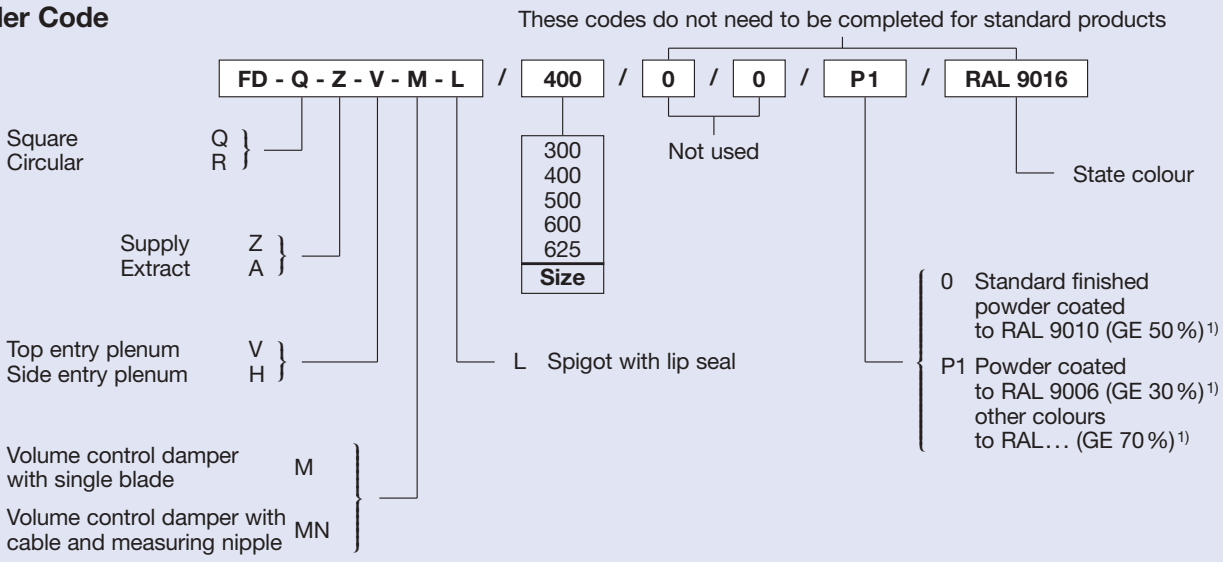 der Code
These codes do not need to be completed for standard products
FD - Q - Z - V - M - L / 400 / 0 / 0 / P1 / RAL 9016
Square Q
Circular R
300
400
500
600
625
Size
Not used
State colour
Supply Z
Extract A
Top entry plenum V
Side entry plenum H
L Spigot with lip seal
0 Standard finished
powder coated
to RAL 9010 (GE 50 %) 1)
P1 Powder coated
to RAL 9006 (GE 30 %) 1)
other colours
to RAL... (GE 70 %) 1)
Volume control damper
with single blade M
Volume control damper with
cable and measuring nipple MN